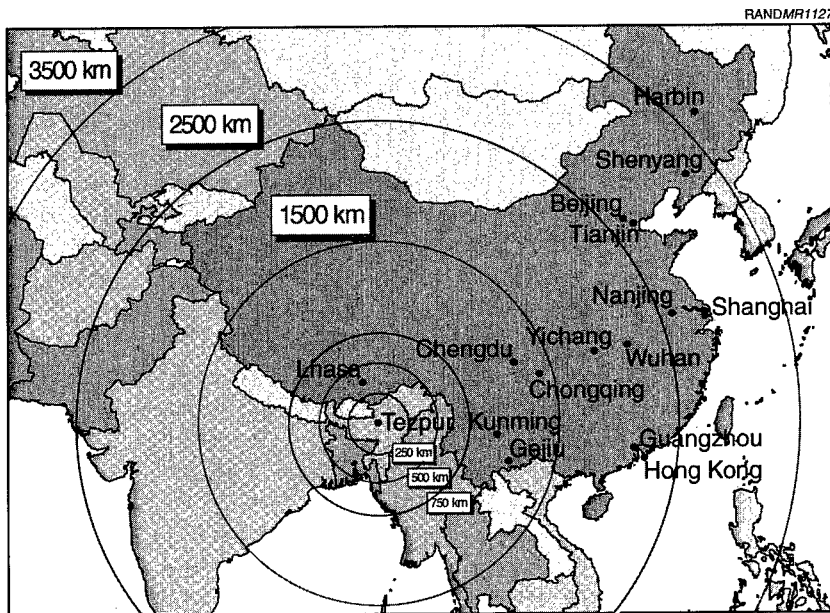 RANDMR1127
3500 km
2500 km
Harbin
Shenyang
1500 km
Beijing
Tianjin
Nanjing
Shanghai
Yichang
Chengdu
Wuhan
Lhasa
Chongqing
Tezpur
Kunming
Gejiu
Guangzhou
250 km
Hong Kong
500 km
750 km